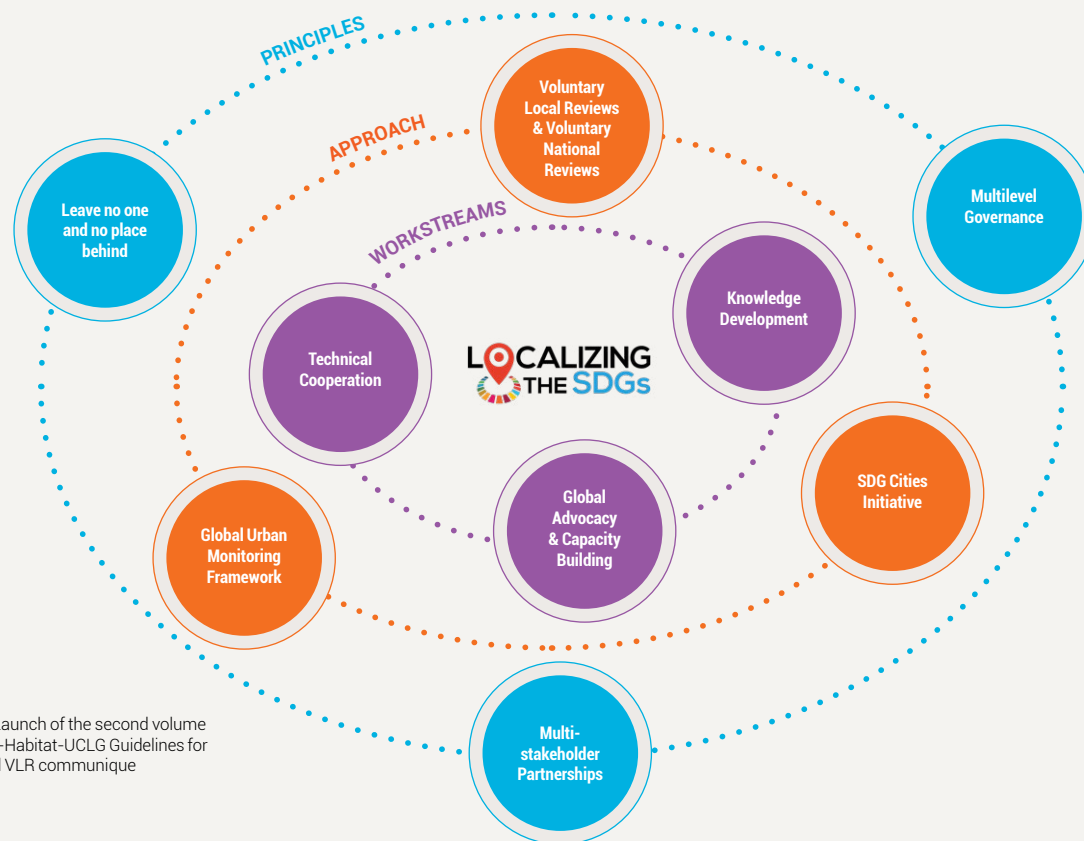 PRINCIPLES
APPROACH
WORKSTREAMS
Voluntary
Local Reviews
& Voluntary
National
Reviews
Leave no one
and no place
behind
Multilevel
Governance
Knowledge
Development
Technical
Cooperation
LOCALIZING
THE SDGs
SDG Cities
Initiative
Global
Advocacy
& Capacity
Building
Global Urban
Monitoring
Framework
Multi-
stakeholder
Partnerships
launch of the second volume
-Habitat-UCLG Guidelines for
VLR communique